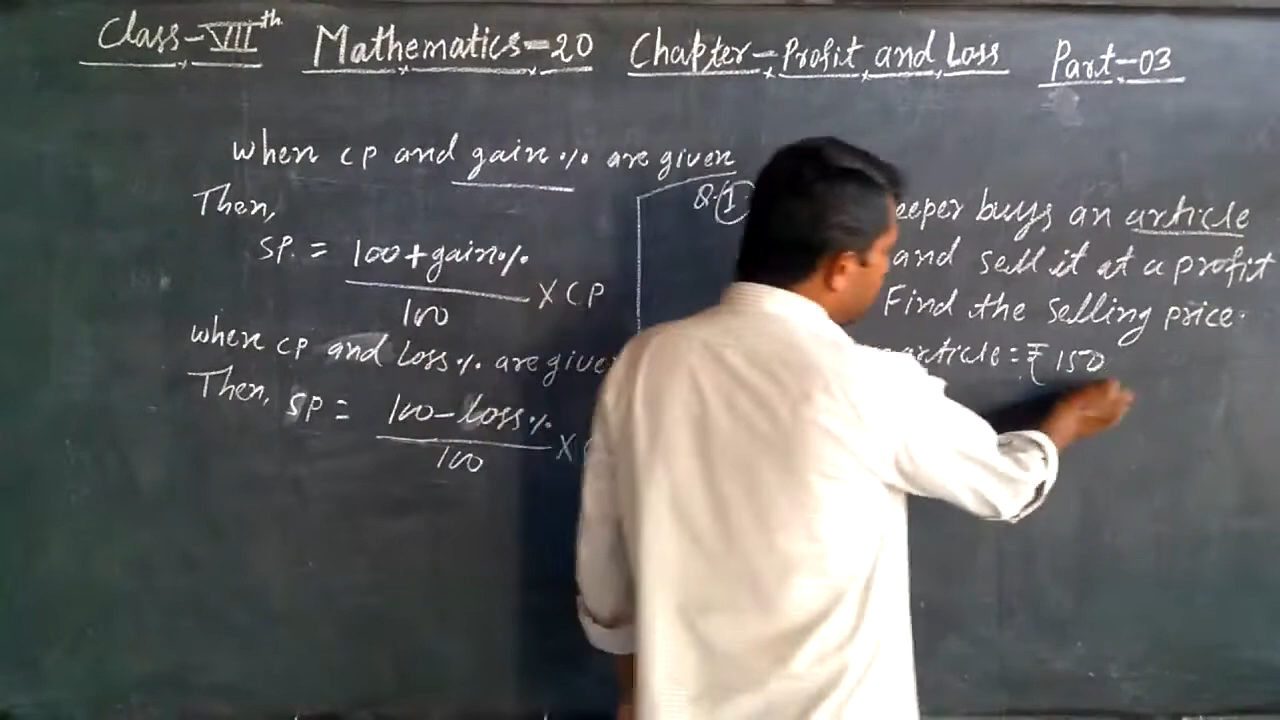 Class-VIIIth Mathematics-20 Chapter-Profit and Loss Part-03
when CP and gain% are given
Then,
SP. = 100+gain% / 100 X CP
where CP and Loss% are give
Then, SP = 100-loss% / 100 X
Q.(1)
eeper buys an article
and sell it at a profit
Find the selling price.
article = ₹ 150